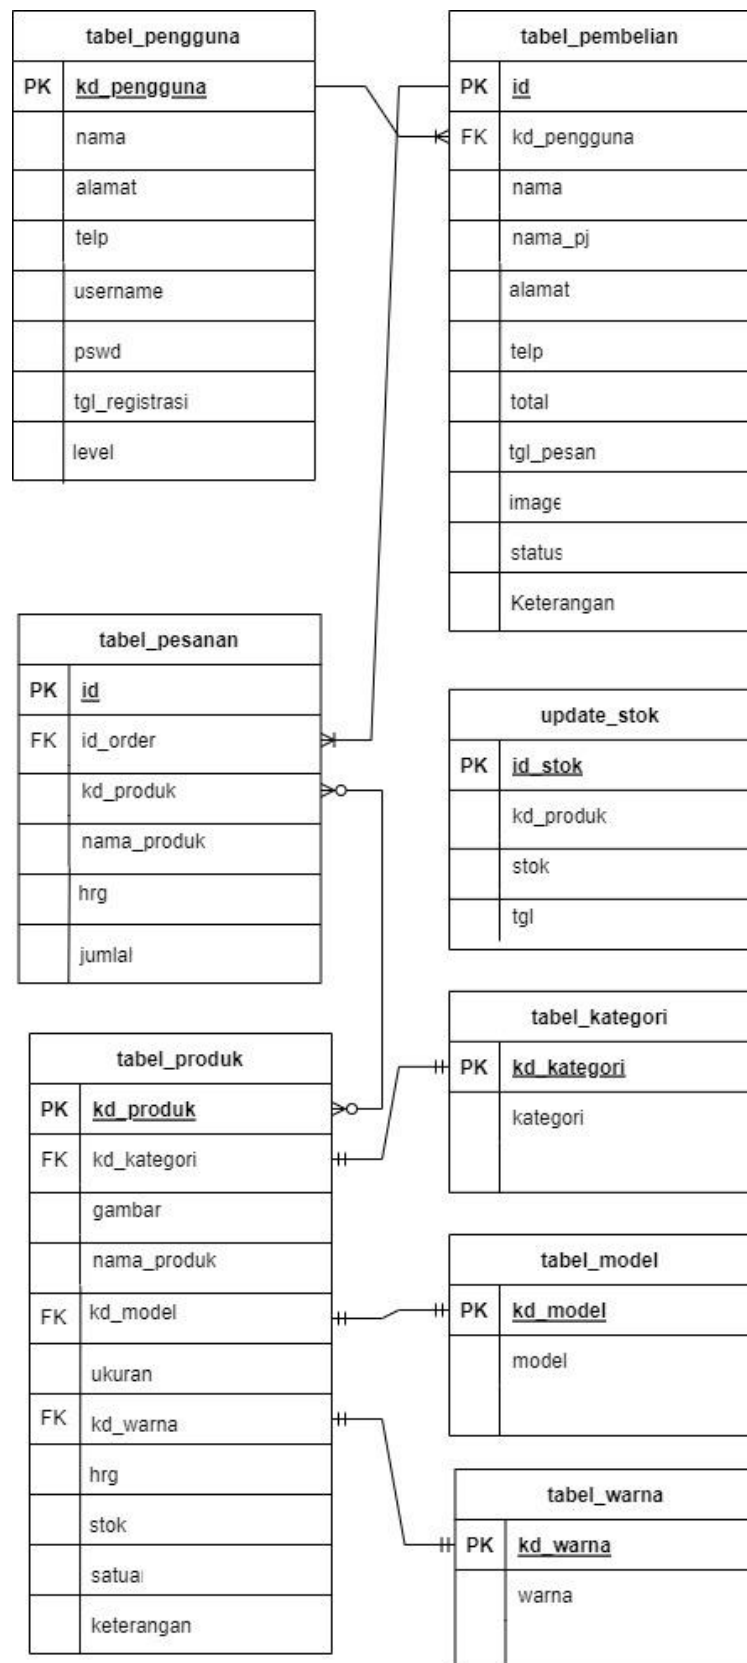 tabel_pengguna
PK kd_pengguna
nama
alamat
telp
username
pswd
tgl_registrasi
level
tabel_pembelian
PK id
FK kd_pengguna
nama
nama_pj
alamat
telp
total
tgl_pesan
image
status
Keterangan
tabel_pesanan
PK id
FK id_order
kd_produk
nama_produk
hrg
jumlal
update_stok
PK id_stok
kd_produk
stok
tgl
tabel_produk
PK kd_produk
FK kd_kategori
gambar
nama_produk
FK kd_model
ukuran
FK kd_warna
hrg
stok
satuai
keterangan
tabel_kategori
PK kd_kategori
kategori
tabel_model
PK kd_model
model
tabel_warna
PK kd_warna
warna